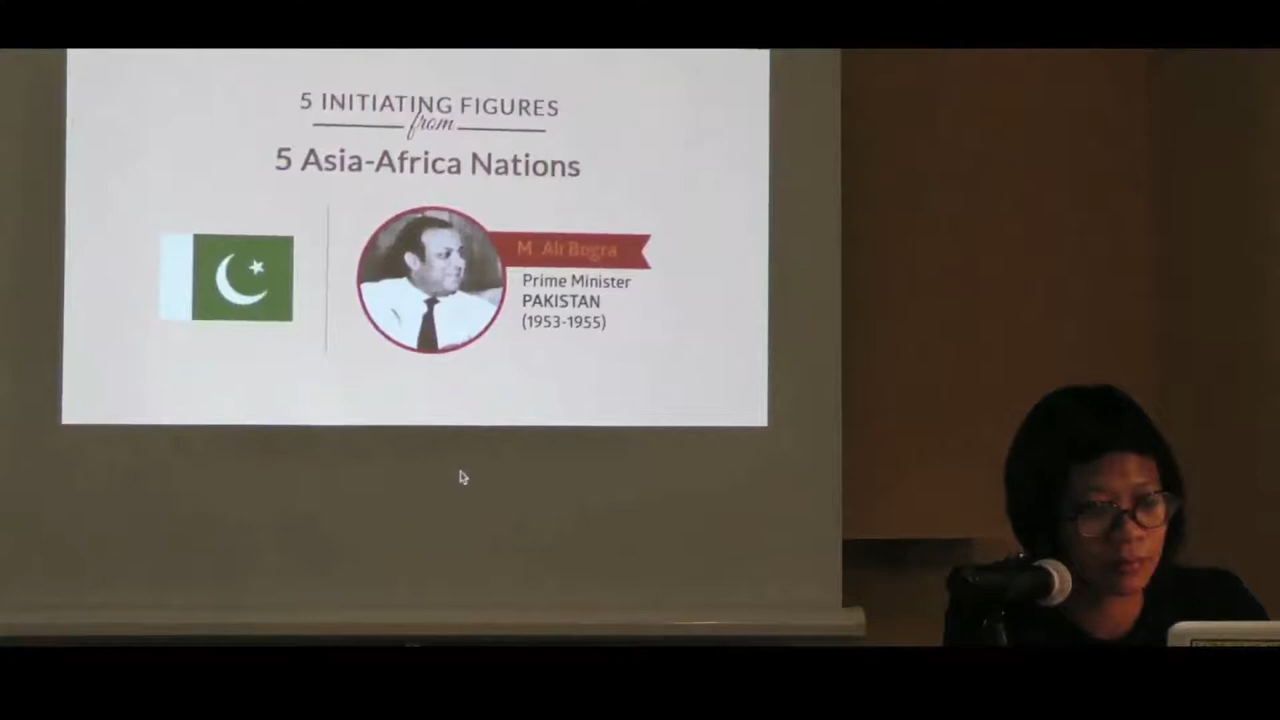 5 INITIATING FIGURES
from
5 Asia-Africa Nations
M. Ali Bogra
Prime Minister
PAKISTAN
(1953-1955)